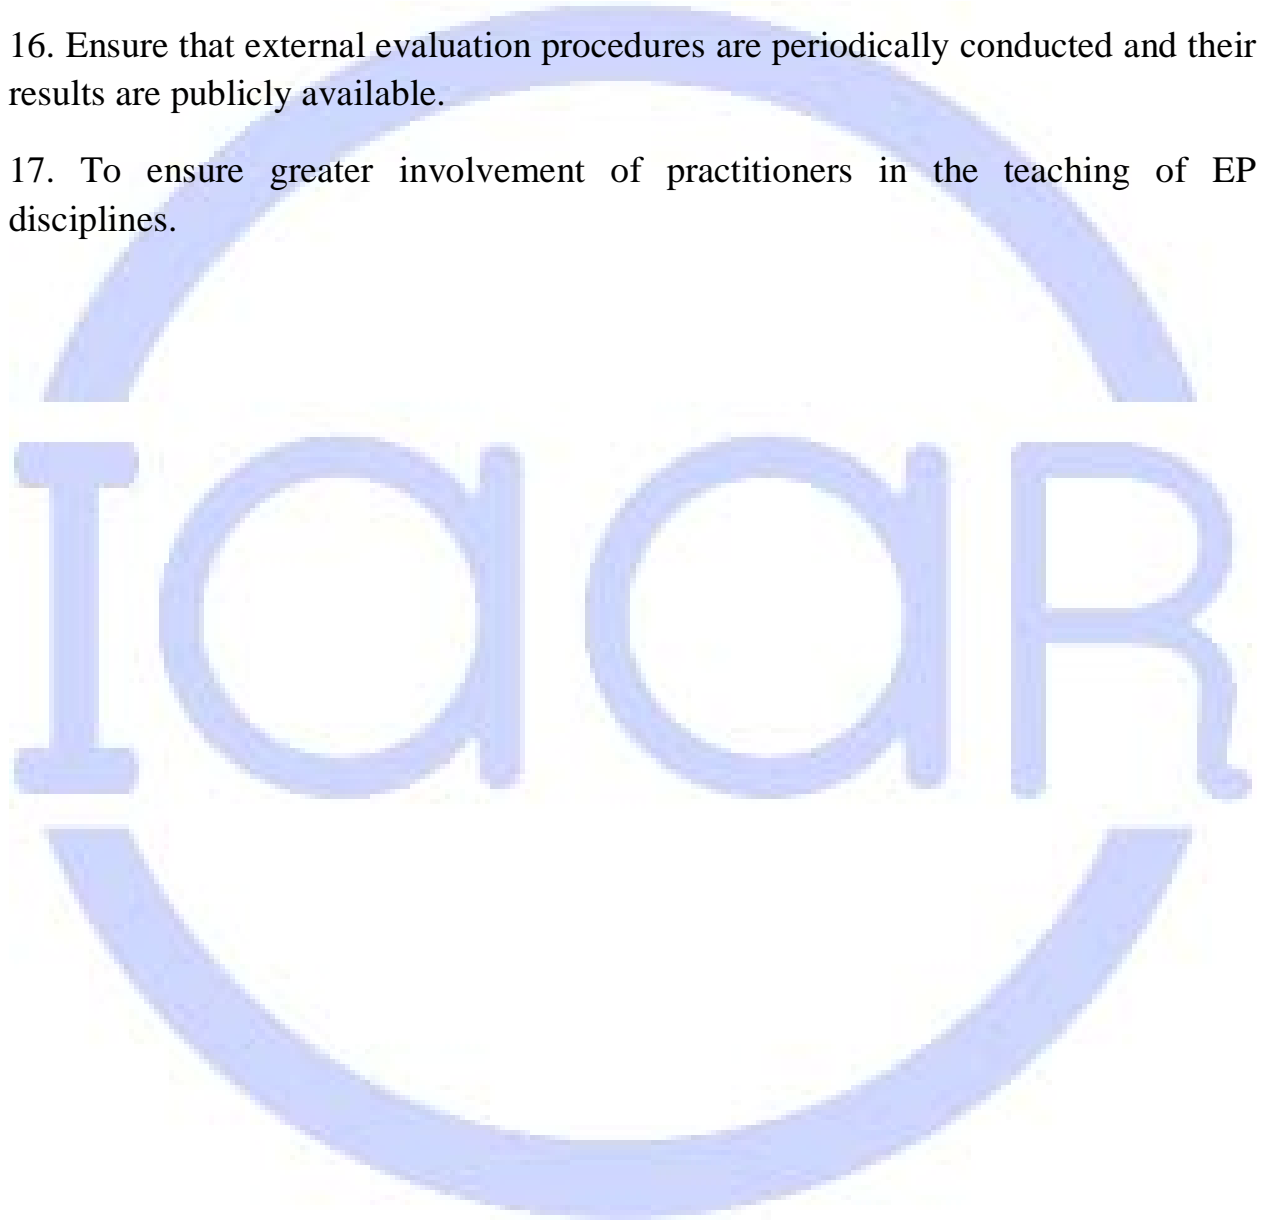 16. Ensure that external evaluation procedures are periodically conducted and their
results are publicly available.
17. To ensure greater involvement of practitioners in the teaching of EP
disciplines.
IaaR